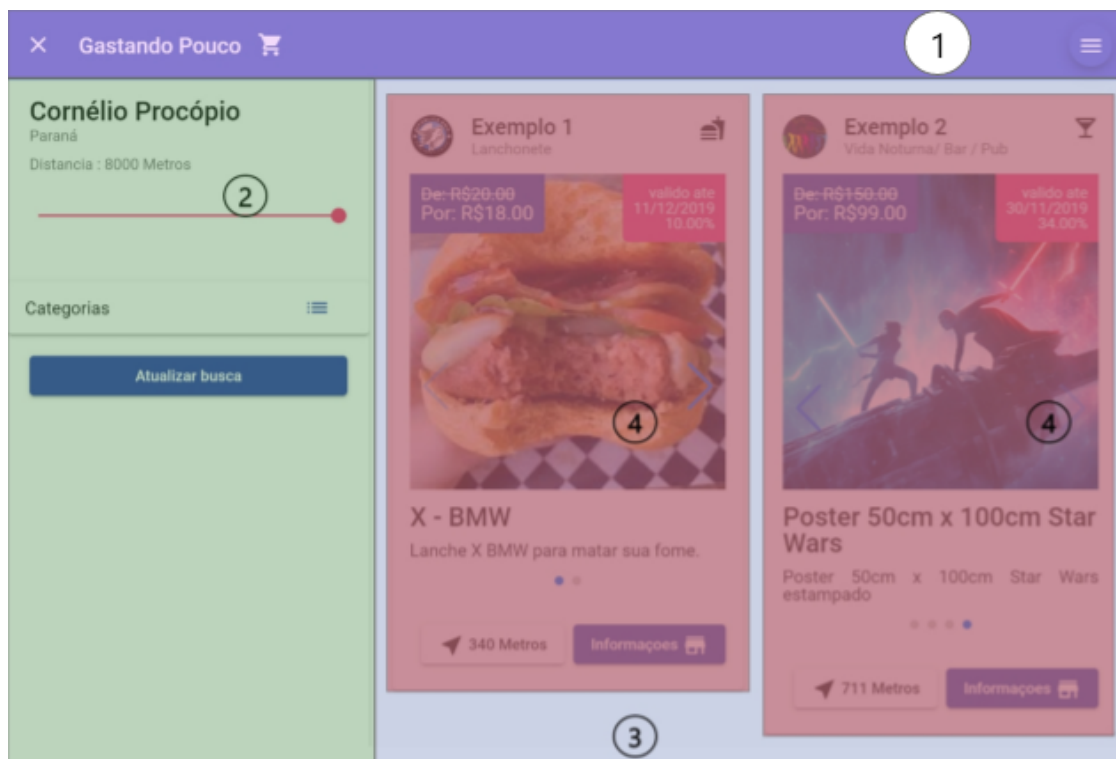 Gastando Pouco
1
Cornélio Procópio
Paraná
Distancia : 8000 Metros
2
Categorias
Atualizar busca
Exemplo 1
Lanchonete
De: R$20.00
Por: R$18.00
valido ate
11/12/2019
10.00%
4
X - BMW
Lanche X BMW para matar sua fome.
340 Metros
Informaçoes
Exemplo 2
Vida Noturna/ Bar / Pub
De: R$150.00
Por: R$99.00
valido ate
30/11/2019
34.00%
4
Poster 50cm x 100cm Star
Wars
Poster 50cm x 100cm Star Wars
estampado
711 Metros
Informaçoes
3